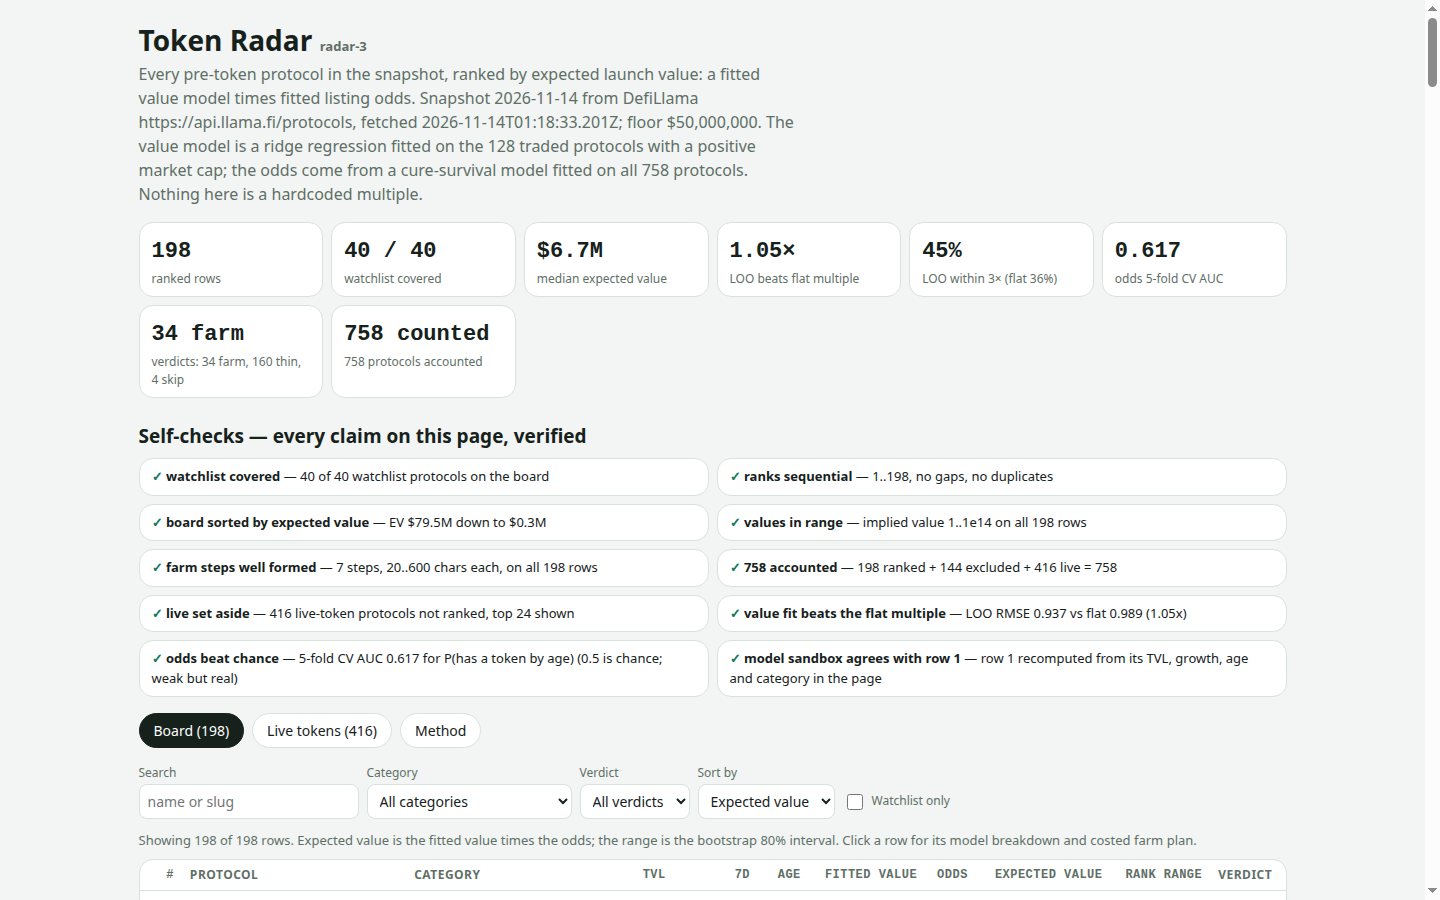 Token Radar radar-3
Every pre-token protocol in the snapshot, ranked by expected launch value: a fitted
value model times fitted listing odds. Snapshot 2026-11-14 from DefiLlama
https://api.llama.fi/protocols, fetched 2026-11-14T01:18:33.201Z; floor $50,000,000. The
value model is a ridge regression fitted on the 128 traded protocols with a positive
market cap; the odds come from a cure-survival model fitted on all 758 protocols.
Nothing here is a hardcoded multiple.
198
ranked rows
40 / 40
watchlist covered
$6.7M
median expected value
1.05×
LOO beats flat multiple
45%
LOO within 3× (flat 36%)
0.617
odds 5-fold CV AUC
34 farm
verdicts: 34 farm, 160 thin,
4 skip
758 counted
758 protocols accounted
Self-checks — every claim on this page, verified
✓ watchlist covered — 40 of 40 watchlist protocols on the board
✓ ranks sequential — 1..198, no gaps, no duplicates
✓ board sorted by expected value — EV $79.5M down to $0.3M
✓ values in range — implied value 1..1e14 on all 198 rows
✓ farm steps well formed — 7 steps, 20..600 chars each, on all 198 rows
✓ 758 accounted — 198 ranked + 144 excluded + 416 live = 758
✓ live set aside — 416 live-token protocols not ranked, top 24 shown
✓ value fit beats the flat multiple — LOO RMSE 0.937 vs flat 0.989 (1.05x)
✓ odds beat chance — 5-fold CV AUC 0.617 for P(has a token by age) (0.5 is chance;
weak but real)
✓ model sandbox agrees with row 1 — row 1 recomputed from its TVL, growth, age
and category in the page
Board (198)
Live tokens (416)
Method
Search
Category
Verdict
Sort by
name or slug
All categories
All verdicts
Expected value
Watchlist only
Showing 198 of 198 rows. Expected value is the fitted value times the odds; the range is the bootstrap 80% interval. Click a row for its model breakdown and costed farm plan.
# PROTOCOL CATEGORY TVL 7D AGE FITTED VALUE ODDS EXPECTED VALUE RANK RANGE VERDICT